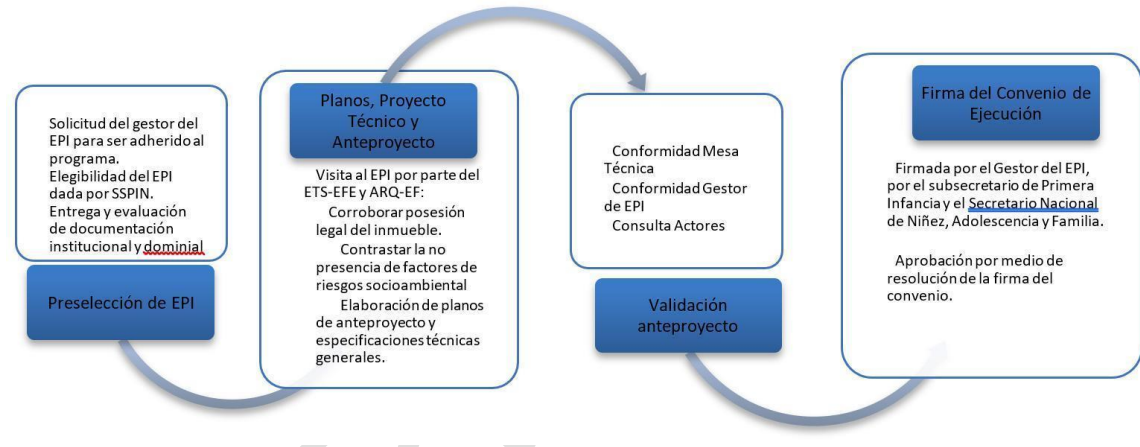 Solicitud del gestor del
EPI para ser adherido al
programa.
Elegibilidad del EPI
dada por SSPIN.
Entrega y evaluación
de documentación
institucional y dominial
Preselección de EPI
Planos, Proyecto
Técnico y
Anteproyecto
Visita al EPI por parte del
ETS-EFE y ARQ-EF:
Corroborar posesión
legal del inmueble.
Contrastar la no
presencia de factores de
riesgos socioambiental
Elaboración de planos
de anteproyecto y
especificaciones técnicas
generales.
Conformidad Mesa
Técnica
Conformidad Gestor
de EPI
Consulta Actores
Validación
anteproyecto
Firma del Convenio de
Ejecución
Firmada por el Gestor del EPI,
por el subsecretario de Primera
Infancia y el Secretario Nacional
de Niñez, Adolescencia y Familia.
Aprobación por medio de
resolución de la firma del
convenio.